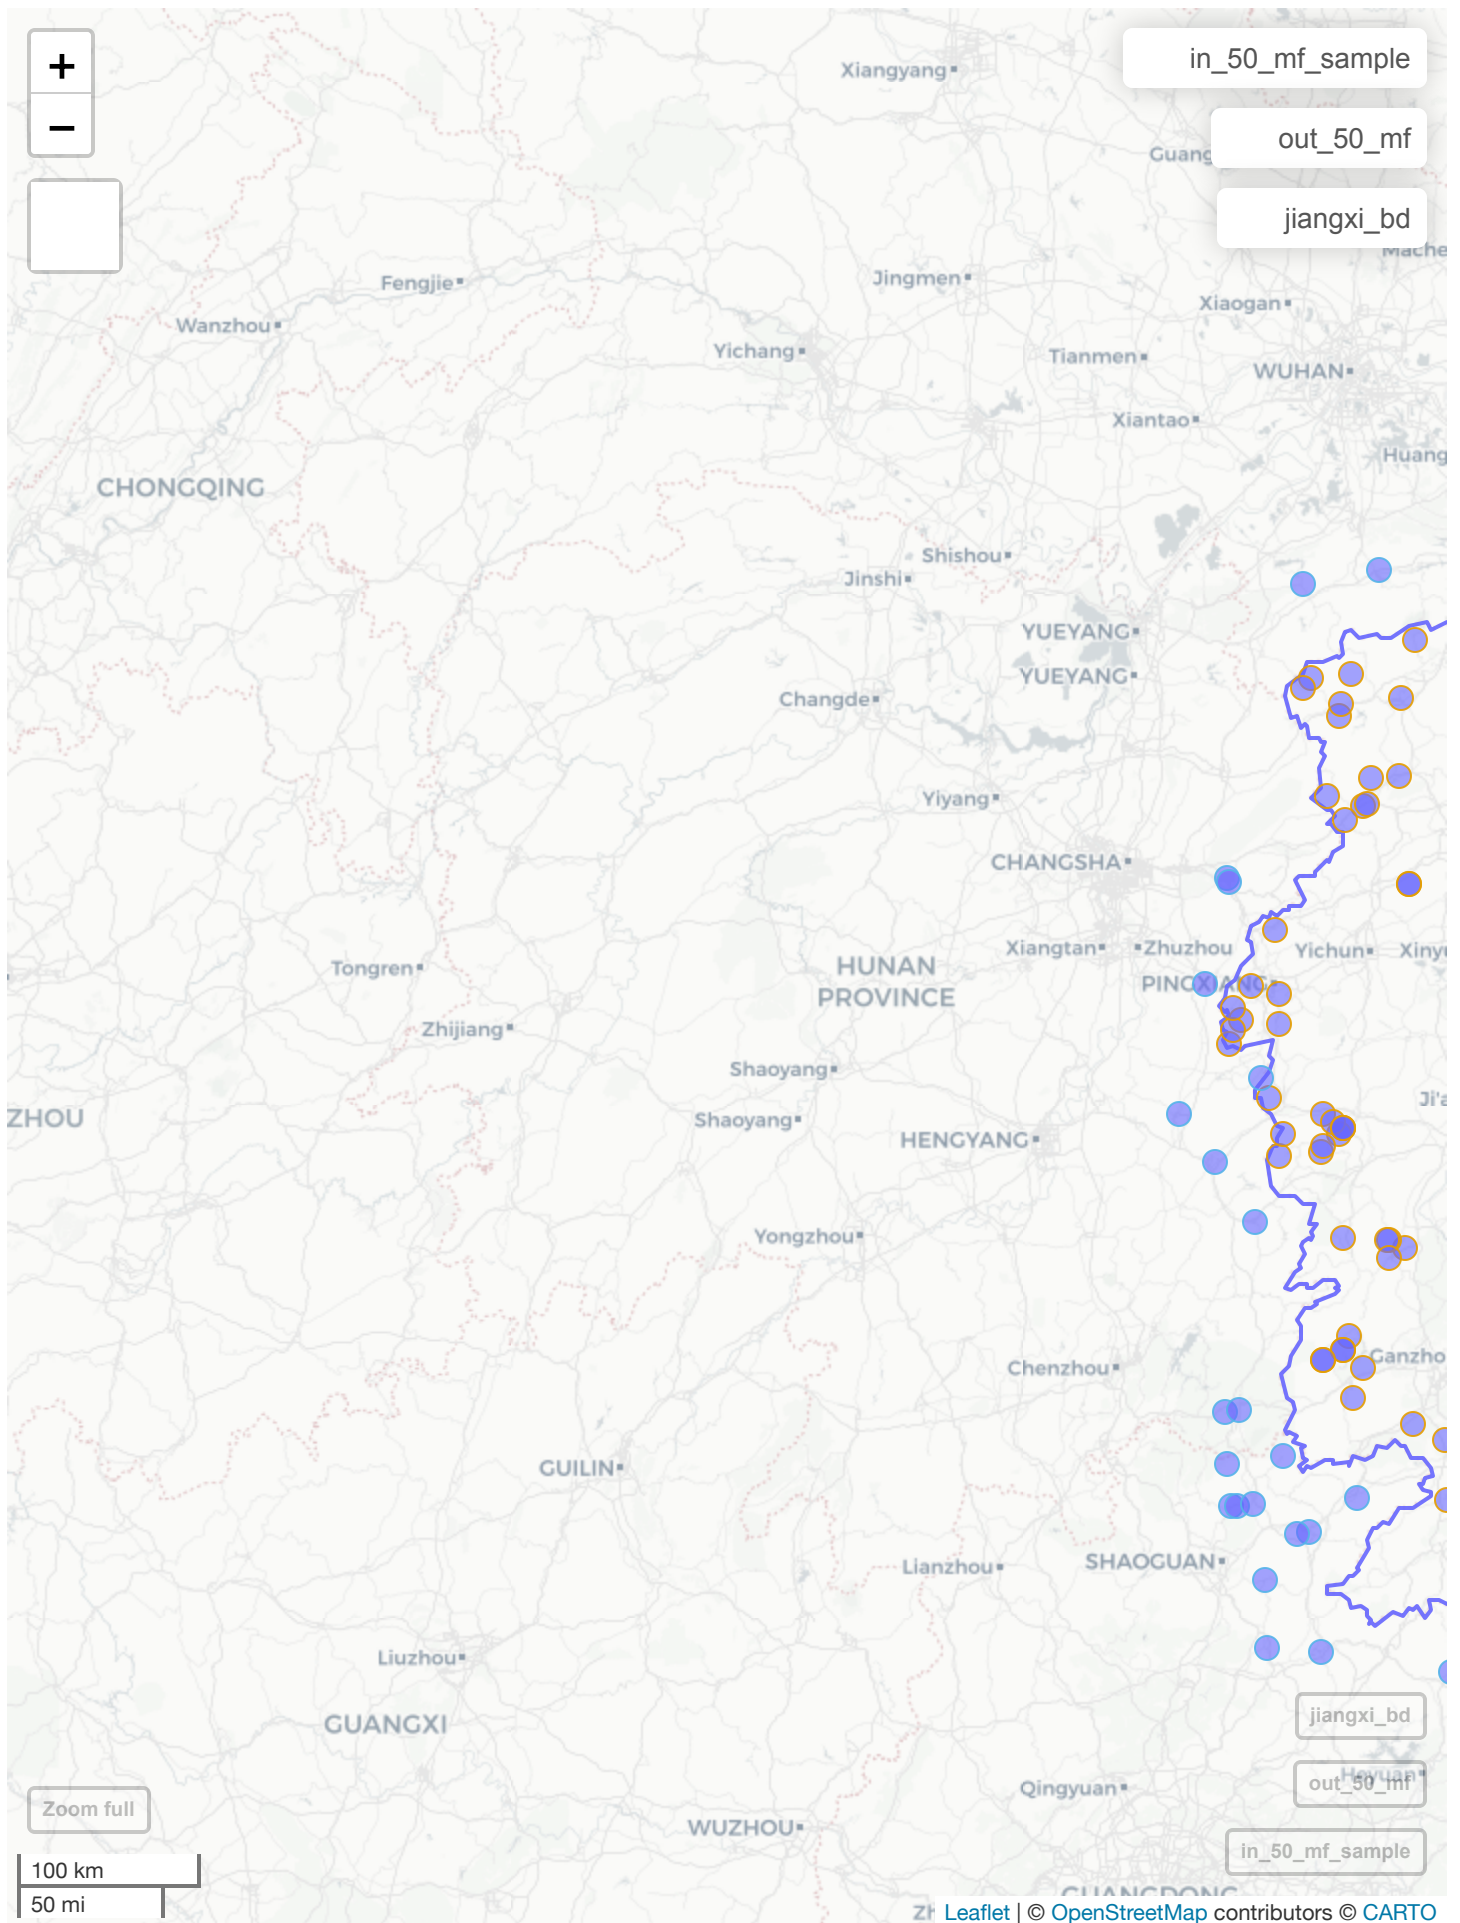 +
Xiangyang
in_50_mf_sample
−
out_50_mf
Guang
jiangxi_bd
Mache
Jingmen
Fengjie
Xiaogan
Wanzhou
Yichang
Tianmen
WUHAN
Xiantao
Huang
CHONGQING
Shishou
Jinshi
YUEYANG
YUEYANG
Changde
Yiyang
CHANGSHA
Xiangtan
Zhuzhou
Yichun
Xinyu
Tongren
HUNAN
PROVINCE
PINGXIANG
Zhijiang
Shaoyang
Ji'a
ZHOU
Shaoyang
HENGYANG
Yongzhou
Ganzho
Chenzhou
GUILIN
Lianzhou
SHAOGUAN
Liuzhou
GUANGXI
jiangxi_bd
Heyuan
out_50_mf
Qingyuan
Zoom full
WUZHOU
in_50_mf_sample
100 km
GUANGDONG
50 mi
ZH
Leaflet | © OpenStreetMap contributors © CARTO